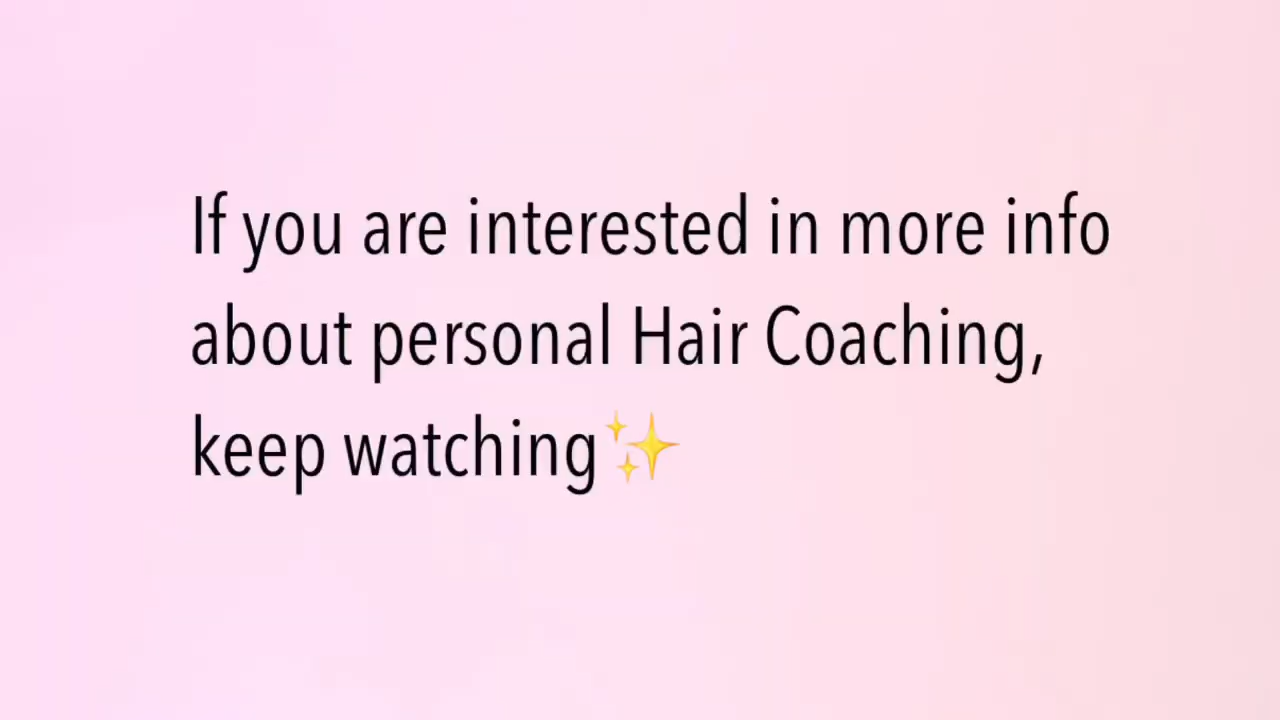 If you are interested in more info
about personal Hair Coaching,
keep watching✨